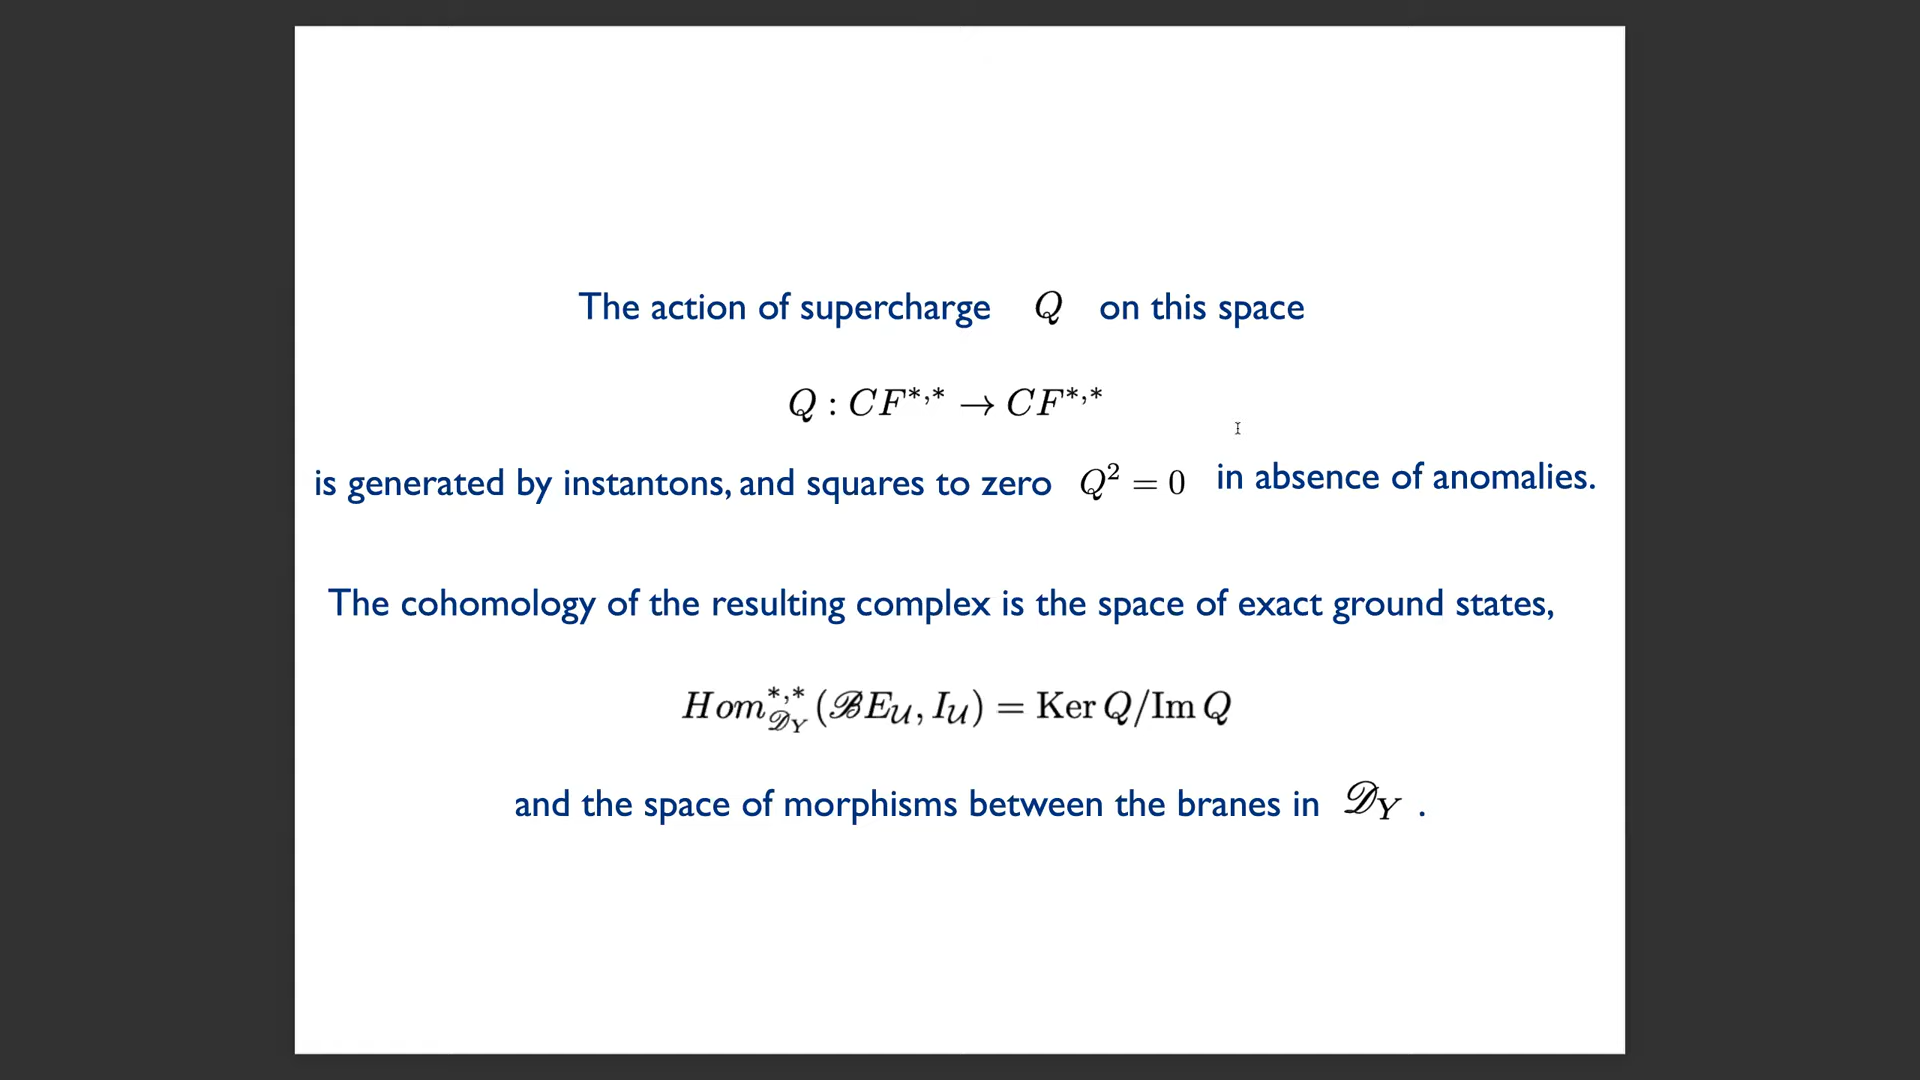 The action of supercharge Q on this space
Q : CF^{*,*} → CF^{*,*}
is generated by instantons, and squares to zero Q² = 0 in absence of anomalies.
The cohomology of the resulting complex is the space of exact ground states,
Hom^{*,*}_{𝒟_Y}(ℬE_𝒰, I_𝒰) = Ker Q/Im Q
and the space of morphisms between the branes in 𝒟_Y .